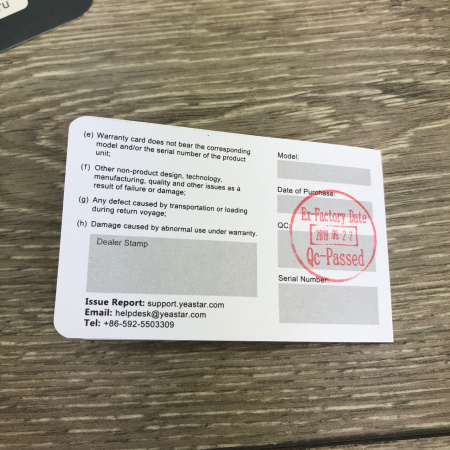 (e) Warranty card does not bear the corresponding
model and/or the serial number of the product
unit;
(f) Other non-product design, technology,
manufacturing, quality and other issues as a
result of failure or damage;
(g) Any defect caused by transportation or loading
during return voyage;
(h) Damage caused by abnormal use under warranty.
Dealer Stamp
Issue Report: support.yeastar.com
Email: helpdesk@yeastar.com
Tel: +86-592-5503309
Model:
Date of Purchase:
QC:
Ex-Factory Date
Qc-Passed
Serial Number: